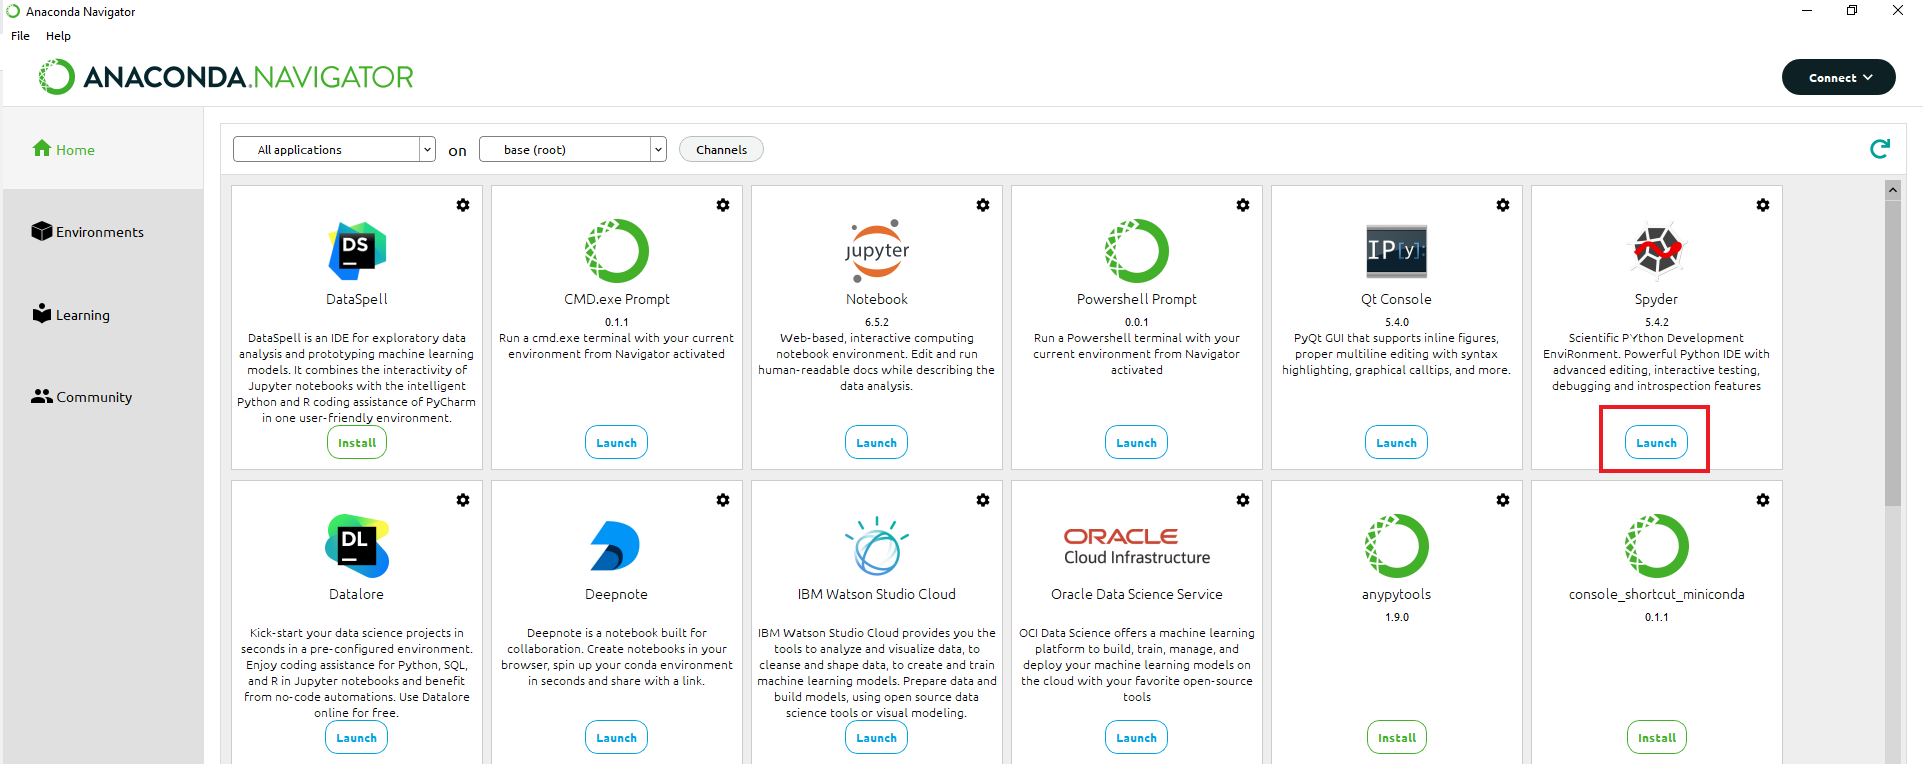 Anaconda Navigator
File Help
ANACONDA.NAVIGATOR
Connect
Home
Environments
Learning
Community
All applications on base (root) Channels
DS
DataSpell
DataSpell is an IDE for exploratory data
analysis and prototyping machine learning
models. It combines the interactivity of
Jupyter notebooks with the intelligent
Python and R coding assistance of PyCharm
in one user-friendly environment.
Install
CMD.exe Prompt
0.1.1
Run a cmd.exe terminal with your current
environment from Navigator activated
Launch
jupyter
Notebook
6.5.2
Web-based, interactive computing
notebook environment. Edit and run
human-readable docs while describing the
data analysis.
Launch
Powershell Prompt
0.0.1
Run a Powershell terminal with your
current environment from Navigator
activated
Launch
IP[y]:
Qt Console
5.4.0
PyQt GUI that supports inline figures,
proper multiline editing with syntax
highlighting, graphical calltips, and more.
Launch
Spyder
5.4.2
Scientific PYthon Development
EnviRonment. Powerful Python IDE with
advanced editing, interactive testing,
debugging and introspection features
Launch
DL
Datalore
Kick-start your data science projects in
seconds in a pre-configured environment.
Enjoy coding assistance for Python, SQL,
and R in Jupyter notebooks and benefit
from no-code automations. Use Datalore
online for free.
Launch
Deepnote
Deepnote is a notebook built for
collaboration. Create notebooks in your
browser, spin up your conda environment
in seconds and share with a link.
Launch
IBM Watson Studio Cloud
IBM Watson Studio Cloud provides you the
tools to analyze and visualize data, to
cleanse and shape data, to create and train
machine learning models. Prepare data and
build models, using open source data
science tools or visual modeling.
Launch
ORACLE
Cloud Infrastructure
Oracle Data Science Service
OCI Data Science offers a machine learning
platform to build, train, manage, and
deploy your machine learning models on
the cloud with your favorite open-source
tools
Launch
anypytools
1.9.0
Install
console_shortcut_miniconda
0.1.1
Install